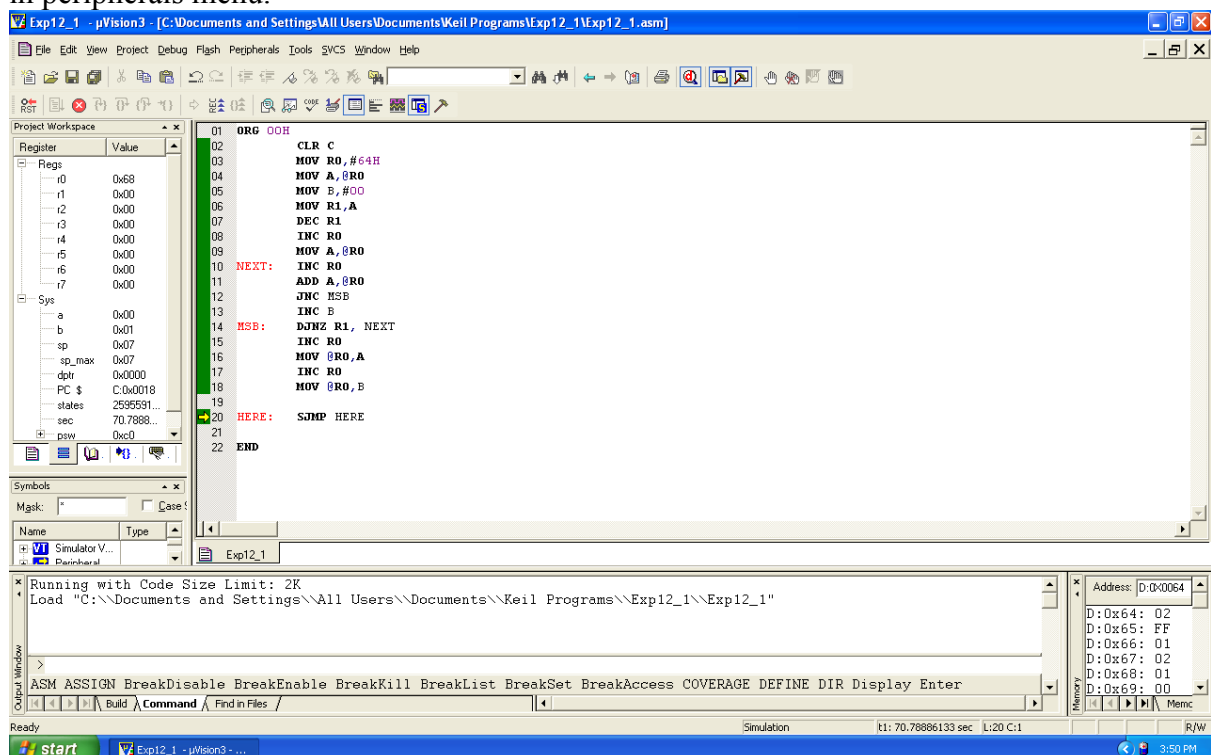 in peripherals menu.
Exp12_1 - µVision3 - [C:\Documents and Settings\All Users\Documents\Keil Programs\Exp12_1\Exp12_1.asm]
File Edit View Project Debug Flash Peripherals Tools SVCS Window Help
Project Workspace
Register Value
Regs
r0 0x68
r1 0x00
r2 0x00
r3 0x00
r4 0x00
r5 0x00
r6 0x00
r7 0x00
Sys
a 0x00
b 0x01
sp 0x07
sp_max 0x07
dptr 0x0000
PC $ C:0x0018
states 2595591...
sec 70.7888...
psw 0xc0
01 ORG 00H
02 CLR C
03 MOV R0,#64H
04 MOV A,@R0
05 MOV B,#00
06 MOV R1,A
07 DEC R1
08 INC R0
09 MOV A,@R0
10 NEXT: INC R0
11 ADD A,@R0
12 JNC MSB
13 INC B
14 MSB: DJNZ R1, NEXT
15 INC R0
16 MOV @R0,A
17 INC R0
18 MOV @R0,B
19
20 HERE: SJMP HERE
21
22 END
Symbols
Mask: * Case S
Name Type
VT Simulator V...
Peripheral
Exp12_1
Running with Code Size Limit: 2K
Load "C:\\Documents and Settings\\All Users\\Documents\\Keil Programs\\Exp12_1\\Exp12_1"
>
ASM ASSIGN BreakDisable BreakEnable BreakKill BreakList BreakSet BreakAccess COVERAGE DEFINE DIR Display Enter
Output Window
Build Command Find in Files
Address: D:0X0064
D:0x64: 02
D:0x65: FF
D:0x66: 01
D:0x67: 02
D:0x68: 01
D:0x69: 00
Memory
Memc
Ready Simulation t1: 70.78886133 sec L:20 C:1 R/W
start Exp12_1 - µVision3 - ... 3:50 PM